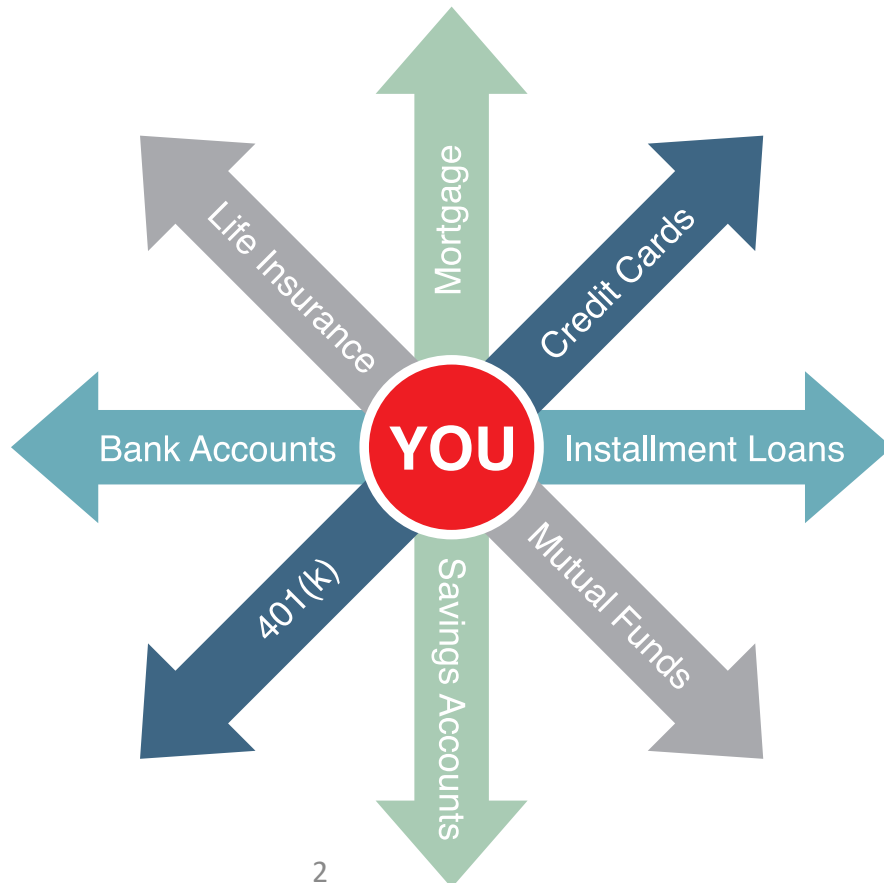 Mortgage
Life Insurance
Credit Cards
Bank Accounts
YOU
Installment Loans
401(k)
Savings Accounts
Mutual Funds
2